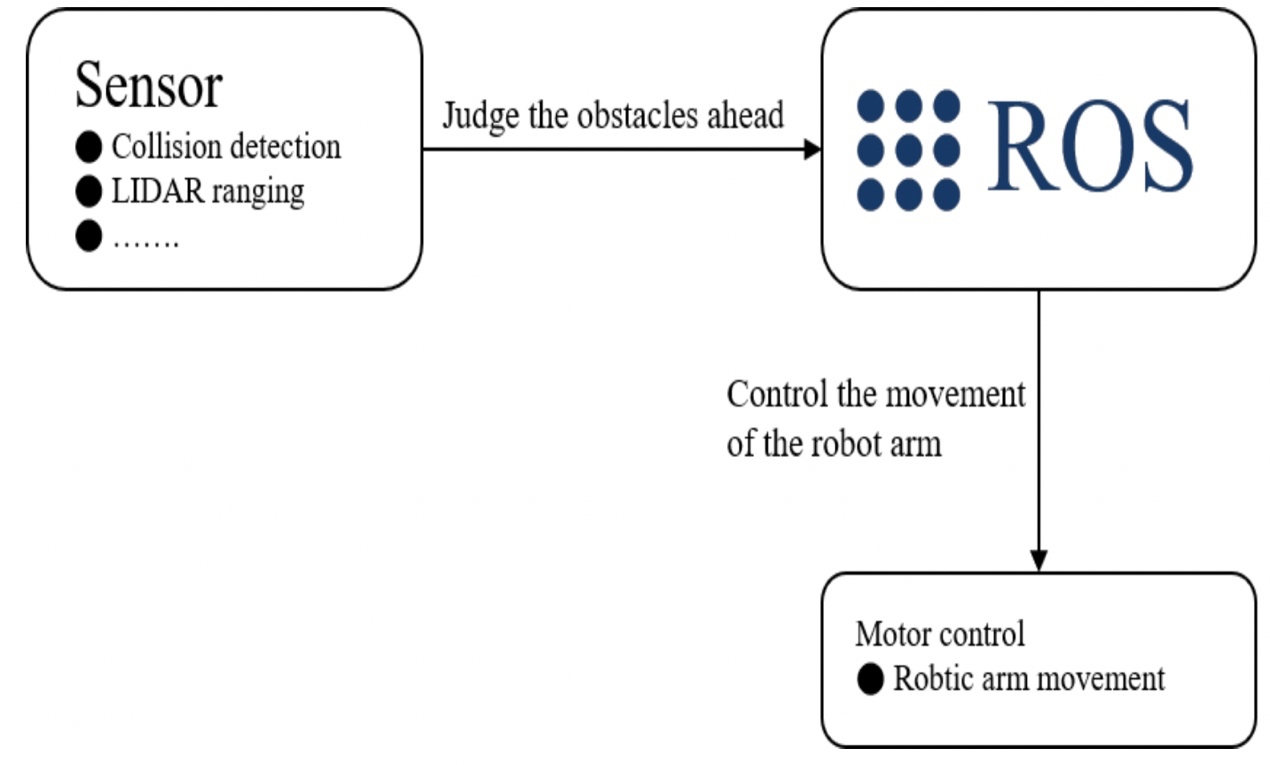 Sensor
● Collision detection
● LIDAR ranging
● .......
Judge the obstacles ahead
ROS
Control the movement
of the robot arm
Motor control
● Robtic arm movement